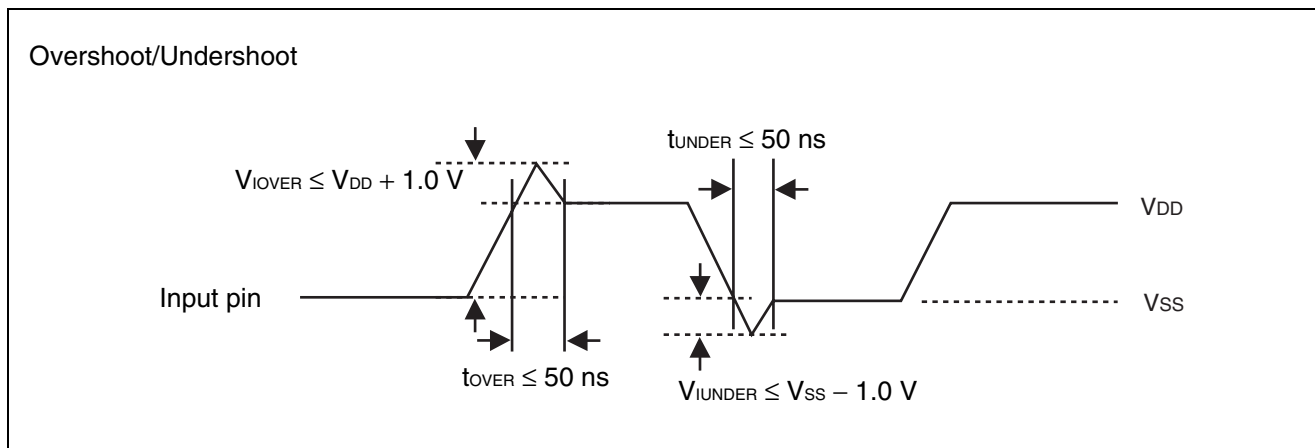 Overshoot/Undershoot
tUNDER ≤ 50 ns
VIOVER ≤ VDD + 1.0 V
VDD
Input pin
VSS
tOVER ≤ 50 ns
VIUNDER ≤ VSS − 1.0 V